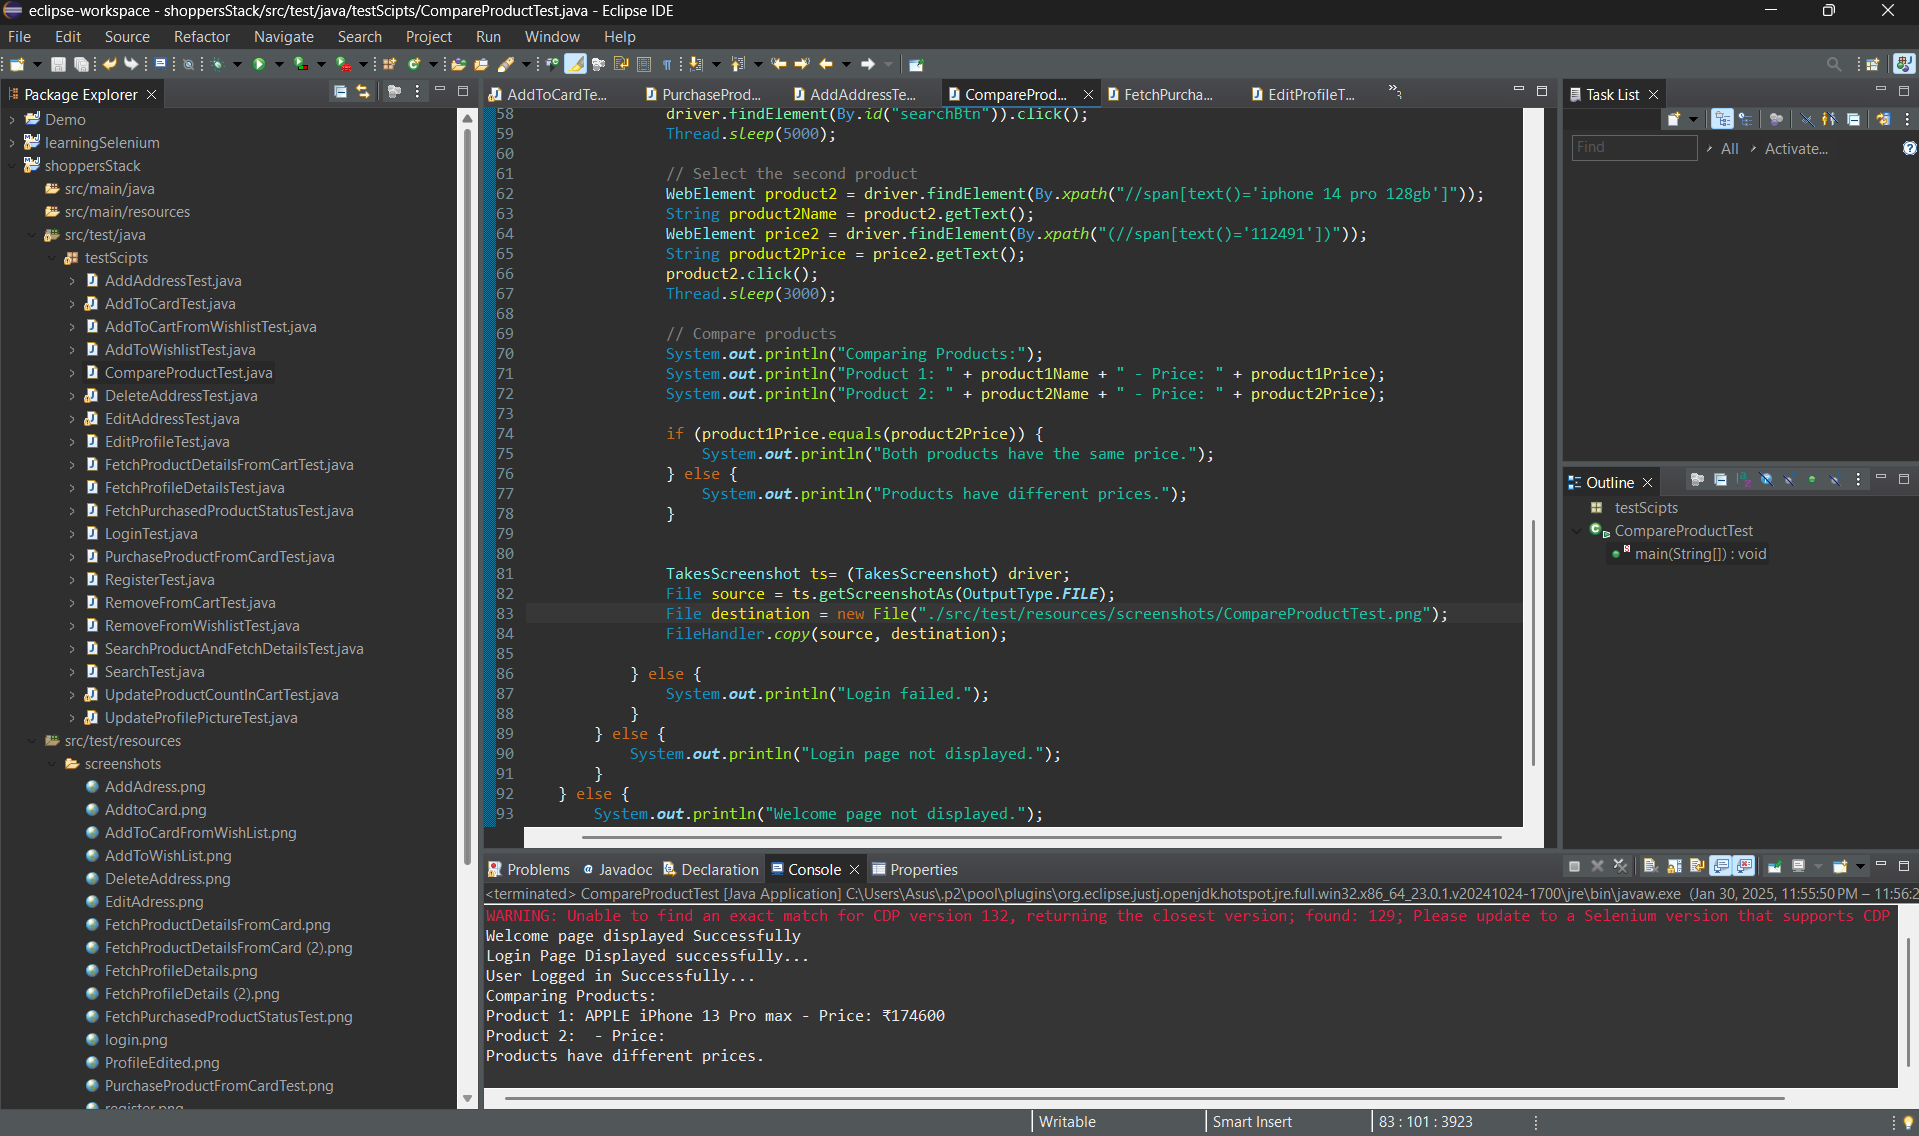 eclipse-workspace - shoppersStack/src/test/java/testScipts/CompareProductTest.java - Eclipse IDE
File Edit Source Refactor Navigate Search Project Run Window Help
Package Explorer
Demo
learningSelenium
shoppersStack
src/main/java
src/main/resources
src/test/java
testScipts
AddAddressTest.java
AddToCardTest.java
AddToCartFromWishlistTest.java
AddToWishlistTest.java
CompareProductTest.java
DeleteAddressTest.java
EditAddressTest.java
EditProfileTest.java
FetchProductDetailsFromCartTest.java
FetchProfileDetailsTest.java
FetchPurchasedProductStatusTest.java
LoginTest.java
PurchaseProductFromCardTest.java
RegisterTest.java
RemoveFromCartTest.java
RemoveFromWishlistTest.java
SearchProductAndFetchDetailsTest.java
SearchTest.java
UpdateProductCountInCartTest.java
UpdateProfilePictureTest.java
src/test/resources
screenshots
AddAdress.png
AddtoCard.png
AddToCardFromWishList.png
AddToWishList.png
DeleteAddress.png
EditAdress.png
FetchProductDetailsFromCard.png
FetchProductDetailsFromCard (2).png
FetchProfileDetails.png
FetchProfileDetails (2).png
FetchPurchasedProductStatusTest.png
login.png
ProfileEdited.png
PurchaseProductFromCardTest.png
register.png
AddToCardTe... PurchaseProd... AddAddressTe... CompareProd... FetchPurcha... EditProfileT... »3
58 driver.findElement(By.id("searchBtn")).click();
59 Thread.sleep(5000);
60
61 // Select the second product
62 WebElement product2 = driver.findElement(By.xpath("//span[text()='iphone 14 pro 128gb']"));
63 String product2Name = product2.getText();
64 WebElement price2 = driver.findElement(By.xpath("(//span[text()='112491'])"));
65 String product2Price = price2.getText();
66 product2.click();
67 Thread.sleep(3000);
68
69 // Compare products
70 System.out.println("Comparing Products:");
71 System.out.println("Product 1: " + product1Name + " - Price: " + product1Price);
72 System.out.println("Product 2: " + product2Name + " - Price: " + product2Price);
73
74 if (product1Price.equals(product2Price)) {
75 System.out.println("Both products have the same price.");
76 } else {
77 System.out.println("Products have different prices.");
78 }
79
80
81 TakesScreenshot ts= (TakesScreenshot) driver;
82 File source = ts.getScreenshotAs(OutputType.FILE);
83 File destination = new File("./src/test/resources/screenshots/CompareProductTest.png");
84 FileHandler.copy(source, destination);
85
86 } else {
87 System.out.println("Login failed.");
88 }
89 } else {
90 System.out.println("Login page not displayed.");
91 }
92 } else {
93 System.out.println("Welcome page not displayed.");
Problems Javadoc Declaration Console Properties
<terminated> CompareProductTest [Java Application] C:\Users\Asus\.p2\pool\plugins\org.eclipse.justj.openjdk.hotspot.jre.full.win32.x86_64_23.0.1.v20241024-1700\jre\bin\javaw.exe (Jan 30, 2025, 11:55:50 PM – 11:56:2
WARNING: Unable to find an exact match for CDP version 132, returning the closest version; found: 129; Please update to a Selenium version that supports CDP
Welcome page displayed Successfully
Login Page Displayed successfully...
User Logged in Successfully...
Comparing Products:
Product 1: APPLE iPhone 13 Pro max - Price: ₹174600
Product 2:  - Price:
Products have different prices.
Task List
Find All Activate...
Outline
testScipts
CompareProductTest
main(String[]) : void
Writable Smart Insert 83 : 101 : 3923